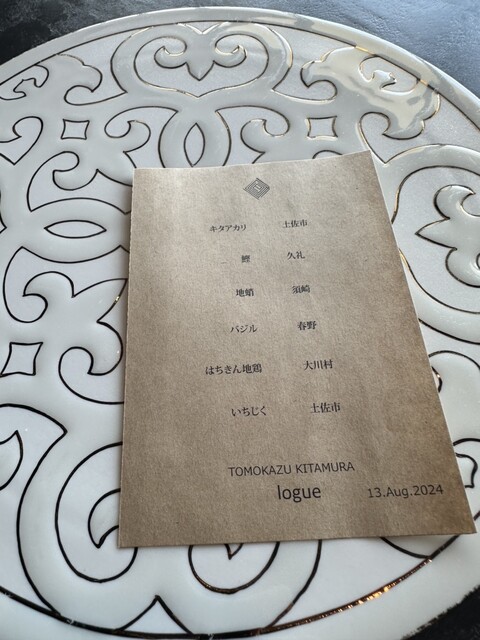 キタアカリ 土佐市
鰹 久礼
地蛸 須崎
バジル 春野
はちきん地鶏 大川村
いちじく 土佐市
TOMOKAZU KITAMURA
logue 13.Aug.2024